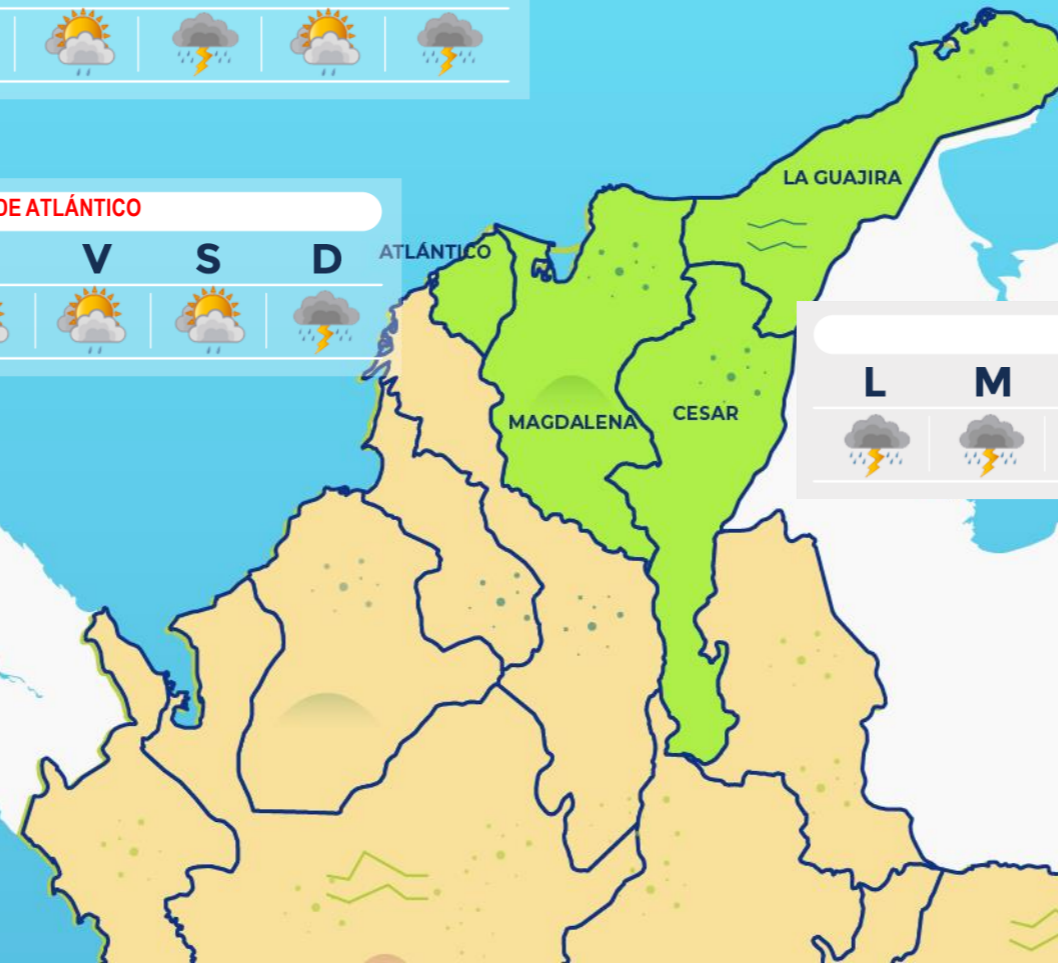 LA GUAJIRA
DE ATLÁNTICO
V S D
ATLÁNTICO
L M
MAGDALENA
CESAR